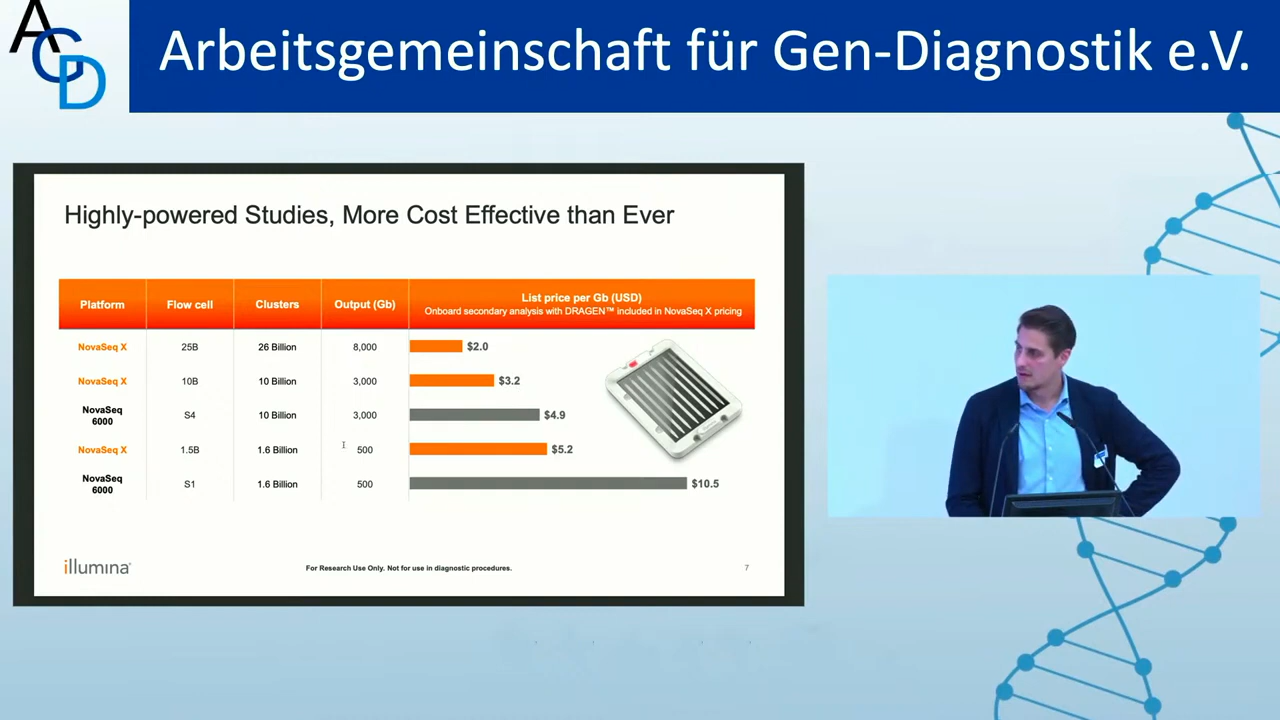 AGD
Arbeitsgemeinschaft für Gen-Diagnostik e.V.
Highly-powered Studies, More Cost Effective than Ever
Platform Flow cell Clusters Output (Gb) List price per Gb (USD)
Onboard secondary analysis with DRAGEN™ included in NovaSeq X pricing
NovaSeq X 25B 26 Billion 8,000 $2.0
NovaSeq X 10B 10 Billion 3,000 $3.2
NovaSeq
6000 S4 10 Billion 3,000 $4.9
NovaSeq X 1.5B 1.6 Billion 500 $5.2
NovaSeq
6000 S1 1.6 Billion 500 $10.5
illumina®
For Research Use Only. Not for use in diagnostic procedures.
7